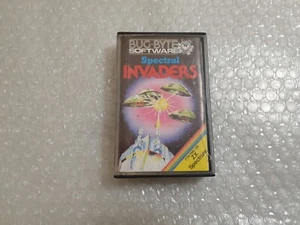 BUG-BYTE
SOFTWARE
Spectral
INVADERS
ZX
Spectrum